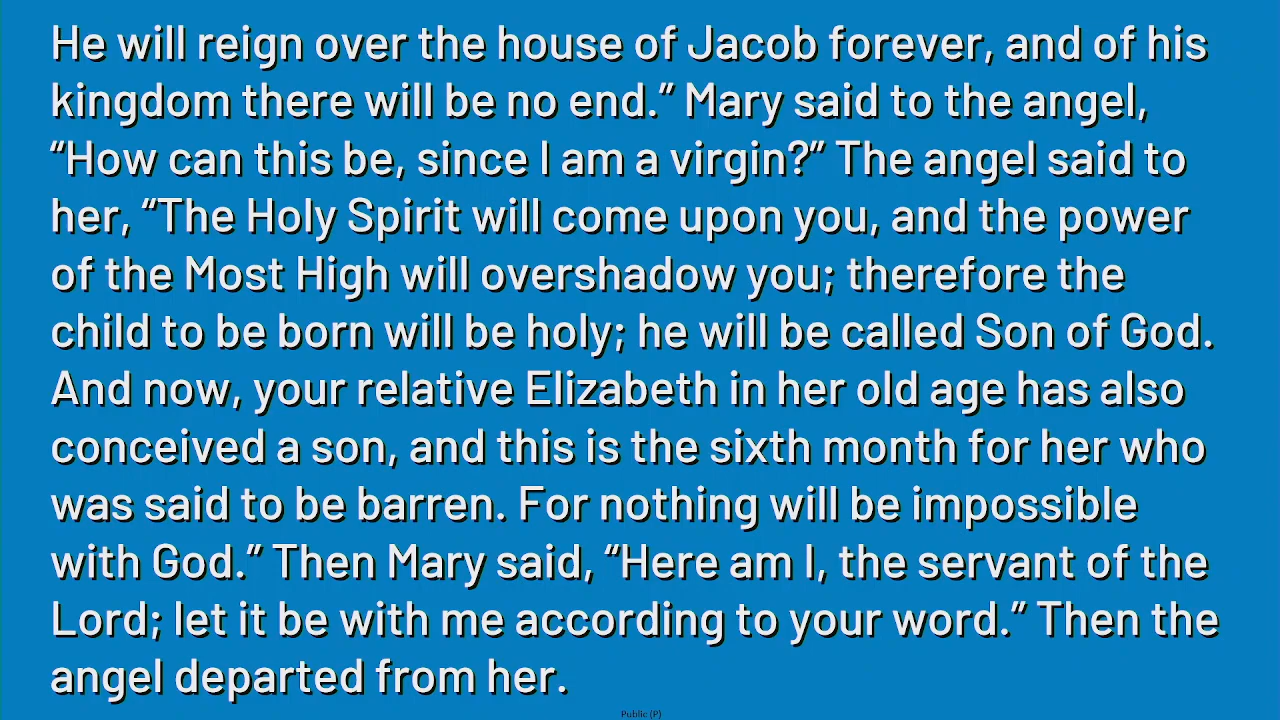 He will reign over the house of Jacob forever, and of his
kingdom there will be no end.” Mary said to the angel,
“How can this be, since I am a virgin?” The angel said to
her, “The Holy Spirit will come upon you, and the power
of the Most High will overshadow you; therefore the
child to be born will be holy; he will be called Son of God.
And now, your relative Elizabeth in her old age has also
conceived a son, and this is the sixth month for her who
was said to be barren. For nothing will be impossible
with God.” Then Mary said, “Here am I, the servant of the
Lord; let it be with me according to your word.” Then the
angel departed from her.
Public (P)